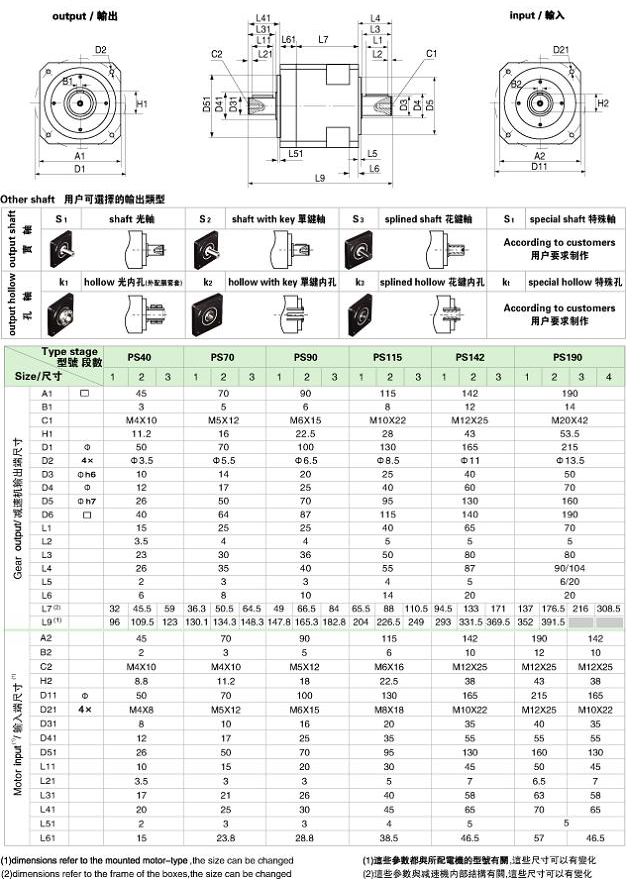 output / 輸出
input / 輸入
L41 L4
L31 L61 L7 L3
L11 L1
C2 L21 L2 C1
D2
B1
H1
A1
D1
D51 D41 D31 D3 D4 D5
L51 L5
L6
L9
D21
B2
H2
A2
D11
Other shaft 用户可選擇的輸出類型
output shaft 實軸
S1 shaft 光軸 S2 shaft with key 單鍵軸 S3 splined shaft 花鍵軸 St special shaft 特殊軸
According to customers
用戶要求制作
output hollow 孔軸
k1 hollow 光内孔(外配脹緊套) k2 hollow with key 單鍵内孔 k3 splined hollow 花鍵内孔 kt special hollow 特殊孔
According to customers
用戶要求制作
Type stage 型號 段數 PS40 PS70 PS90 PS115 PS142 PS190
Size/尺寸 1 2 3 1 2 3 1 2 3 1 2 3 1 2 3 1 2 3 4
Gear output/减速机输出端尺寸
A1 □ 45 70 90 115 142 190
B1 3 5 6 8 12 14
C1 M4X10 M5X12 M6X15 M10X22 M12X25 M20X42
H1 11.2 16 22.5 28 43 53.5
D1 Φ 50 70 100 130 165 215
D2 4× Φ3.5 Φ5.5 Φ6.5 Φ8.5 Φ11 Φ13.5
D3 Φh6 10 14 20 25 40 50
D4 Φ 12 17 25 40 60 70
D5 Φh7 26 50 70 95 130 160
D6 □ 40 64 87 115 140 190
L1 15 25 25 40 65 70
L2 3.5 4 4 5 5 5
L3 23 30 36 50 80 80
L4 26 35 40 55 87 90/104
L5 2 3 3 4 5 6/20
L6 6 8 10 14 20 20
L7(2) 32 45.5 59 36.3 50.5 64.5 49 66.5 84 65.5 88 110.5 94.5 133 171 137 176.5 216 308.5
L9(1) 96 109.5 123 130.1 134.3 148.3 147.8 165.3 182.8 204 226.5 249 293 331.5 369.5 352 391.5
Motor input(1)/输入端尺寸(1)
A2 45 70 90 115 142 190 142
B2 2 3 5 6 10 12 10
C2 M4X10 M4X10 M5X12 M6X16 M12X25 M12X25 M12X25
H2 8.8 11.2 18 22.5 38 43 38
D11 Φ 50 70 100 130 165 215 165
D21 4× M4X8 M5X12 M6X15 M8X18 M10X22 M12X25 M10X22
D31 8 10 16 20 35 40 35
D41 12 17 25 35 55 55 55
D51 26 50 70 95 130 160 130
L11 10 15 20 30 45 50 45
L21 3.5 3 3 5 7 6.5 7
L31 17 21 26 40 58 63 58
L41 20 25 30 45 65 70 65
L51 2 3 3 4 5 5
L61 15 23.8 28.8 38.5 46.5 57 46.5
(1)dimensions refer to the mounted motor-type ,the size can be changed
(1)這些參數都與所配電機的型號有關,這些尺寸可以有變化
(2)dimensions refer to the frame of the boxes,the size can be changed
(2)這些參數與减速機内部結構有關,這些尺寸可以有變化